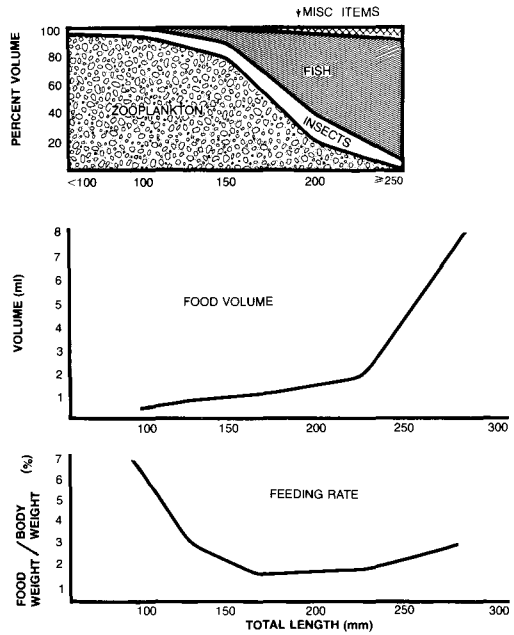 ↓MISC ITEMS
PERCENT VOLUME
100
80
60
40
20
FISH
ZOOPLANKTON
INSECTS
<100 100 150 200 ≥250
VOLUME (ml)
8
7
6
5
4
3
2
1
FOOD VOLUME
100 150 200 250 300
FOOD WEIGHT / BODY WEIGHT (%)
7
6
5
4
3
2
1
FEEDING RATE
100 150 200 250 300
TOTAL LENGTH (mm)